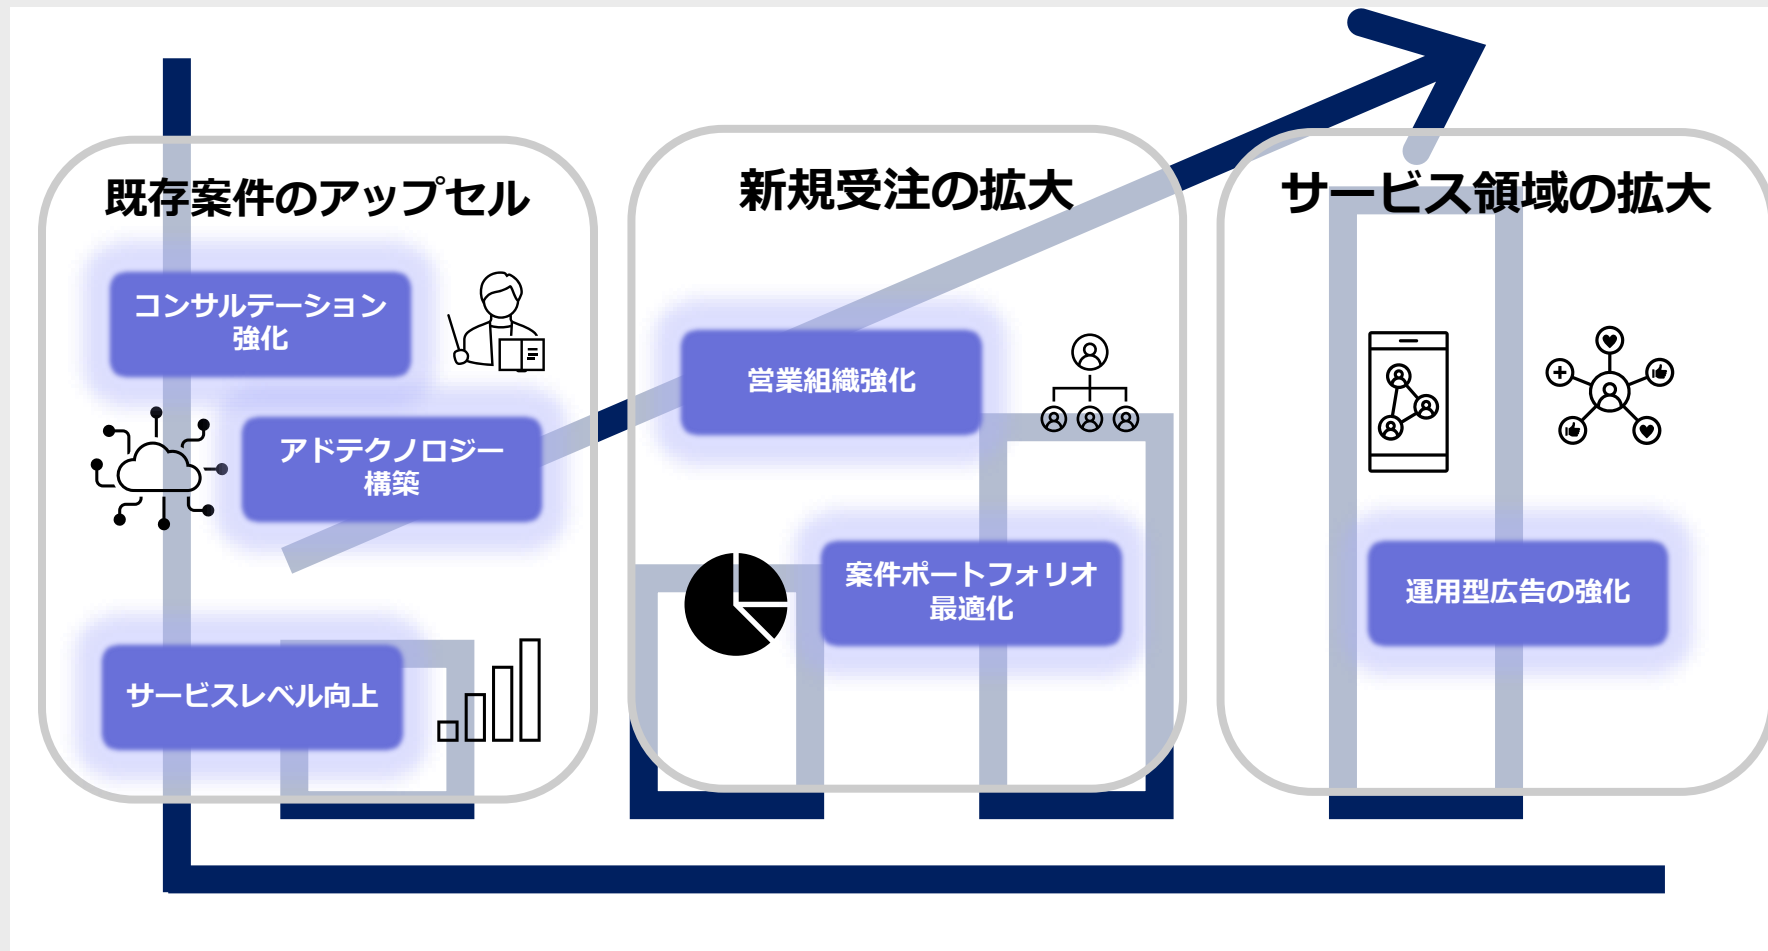 既存案件のアップセル
コンサルテーション
強化
アドテクノロジー
構築
サービスレベル向上
新規受注の拡大
営業組織強化
案件ポートフォリオ
最適化
サービス領域の拡大
運用型広告の強化